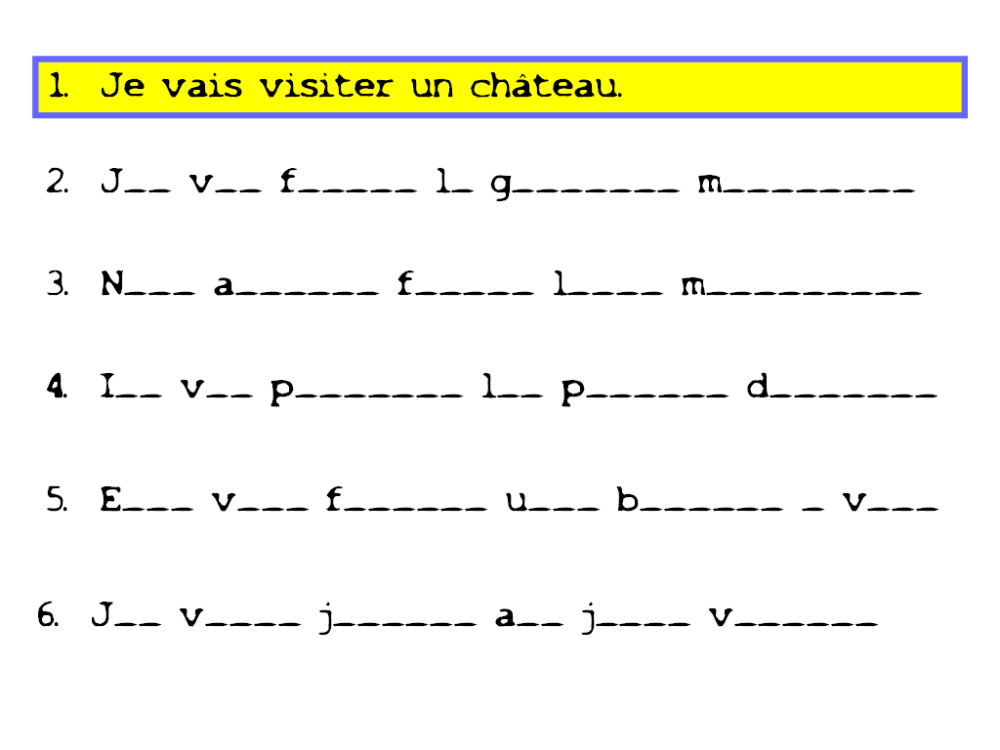 1. Je vais visiter un château.
2. J__ v__ f_____ l_ g_______ m________
3. N___ a______ f_____ l____ m_________
4. I__ v__ p_______ l__ p______ d_______
5. E___ v___ f______ u___ b______ _ v___
6. J__ v____ j______ a__ j____ v______